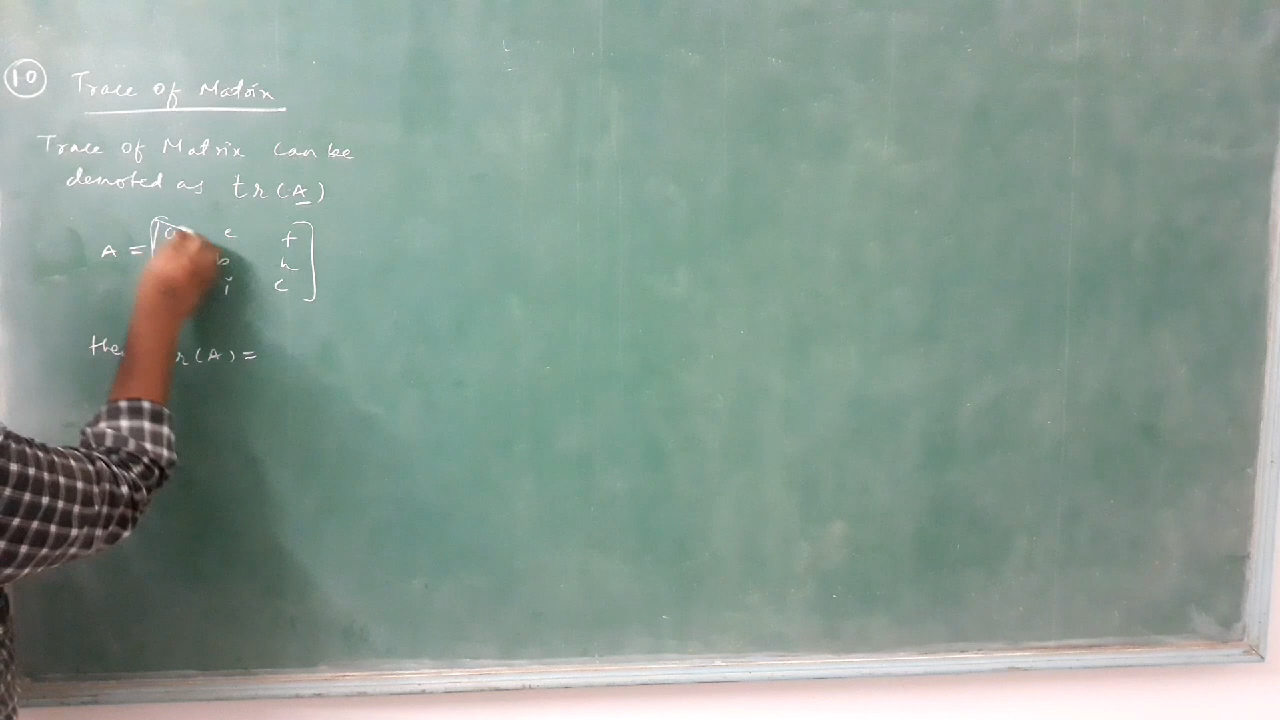 10 Trace of Matrix
Trace of Matrix can be
denoted as tr(A)
A = [ a e f
b h
i c ]
r(A) =